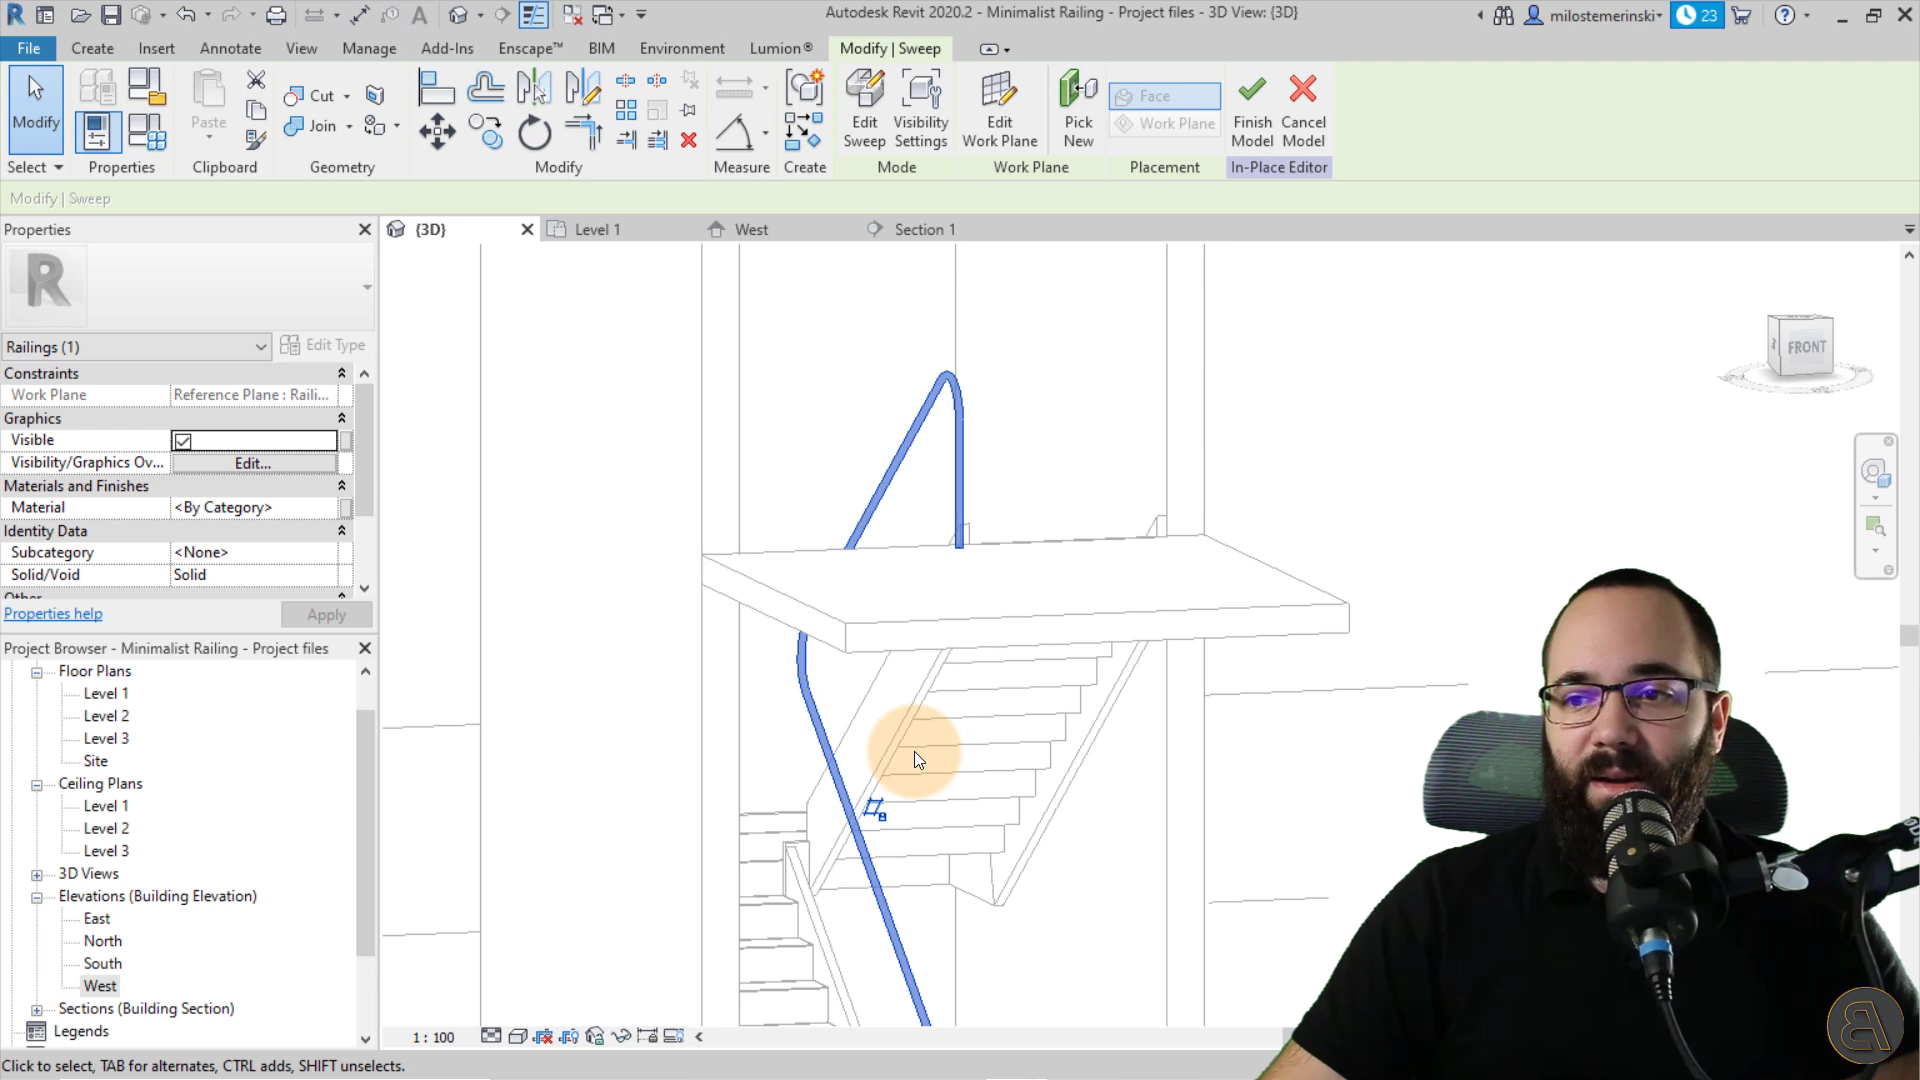 Autodesk Revit 2020.2 - Minimalist Railing - Project files - 3D View: {3D}
milostemerinski
23
File
Create
Insert
Annotate
View
Manage
Add-Ins
Enscape™
BIM
Environment
Lumion®
Modify | Sweep
Modify
Paste
Cut
Join
Edit
Sweep
Visibility
Settings
Edit
Work Plane
Pick
New
Face
Work Plane
Finish
Model
Cancel
Model
Select
Properties
Clipboard
Geometry
Modify
Measure
Create
Mode
Work Plane
Placement
In-Place Editor
Modify | Sweep
Properties
{3D}
Level 1
West
Section 1
Railings (1)
Edit Type
Constraints
Work Plane
Reference Plane : Raili...
Graphics
Visible
Visibility/Graphics Ov...
Edit...
Materials and Finishes
Material
<By Category>
Identity Data
Subcategory
<None>
Solid/Void
Solid
Other
Properties help
Apply
FRONT
Project Browser - Minimalist Railing - Project files
Floor Plans
Level 1
Level 2
Level 3
Site
Ceiling Plans
Level 1
Level 2
Level 3
3D Views
Elevations (Building Elevation)
East
North
South
West
Sections (Building Section)
Legends
1 : 100
Click to select, TAB for alternates, CTRL adds, SHIFT unselects.